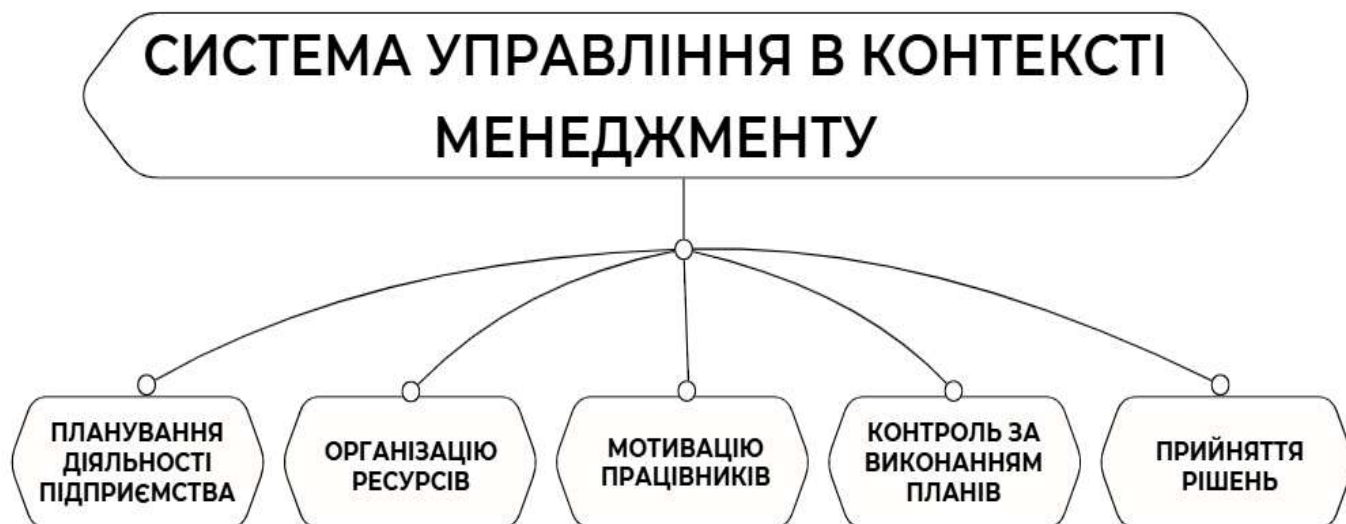 СИСТЕМА УПРАВЛІННЯ В КОНТЕКСТІ
МЕНЕДЖМЕНТУ
ПЛАНУВАННЯ
ДІЯЛЬНОСТІ
ПІДПРИЄМСТВА
ОРГАНІЗАЦІЮ
РЕСУРСІВ
МОТИВАЦІЮ
ПРАЦІВНИКІВ
КОНТРОЛЬ ЗА
ВИКОНАННЯМ
ПЛАНІВ
ПРИЙНЯТТЯ
РІШЕНЬ